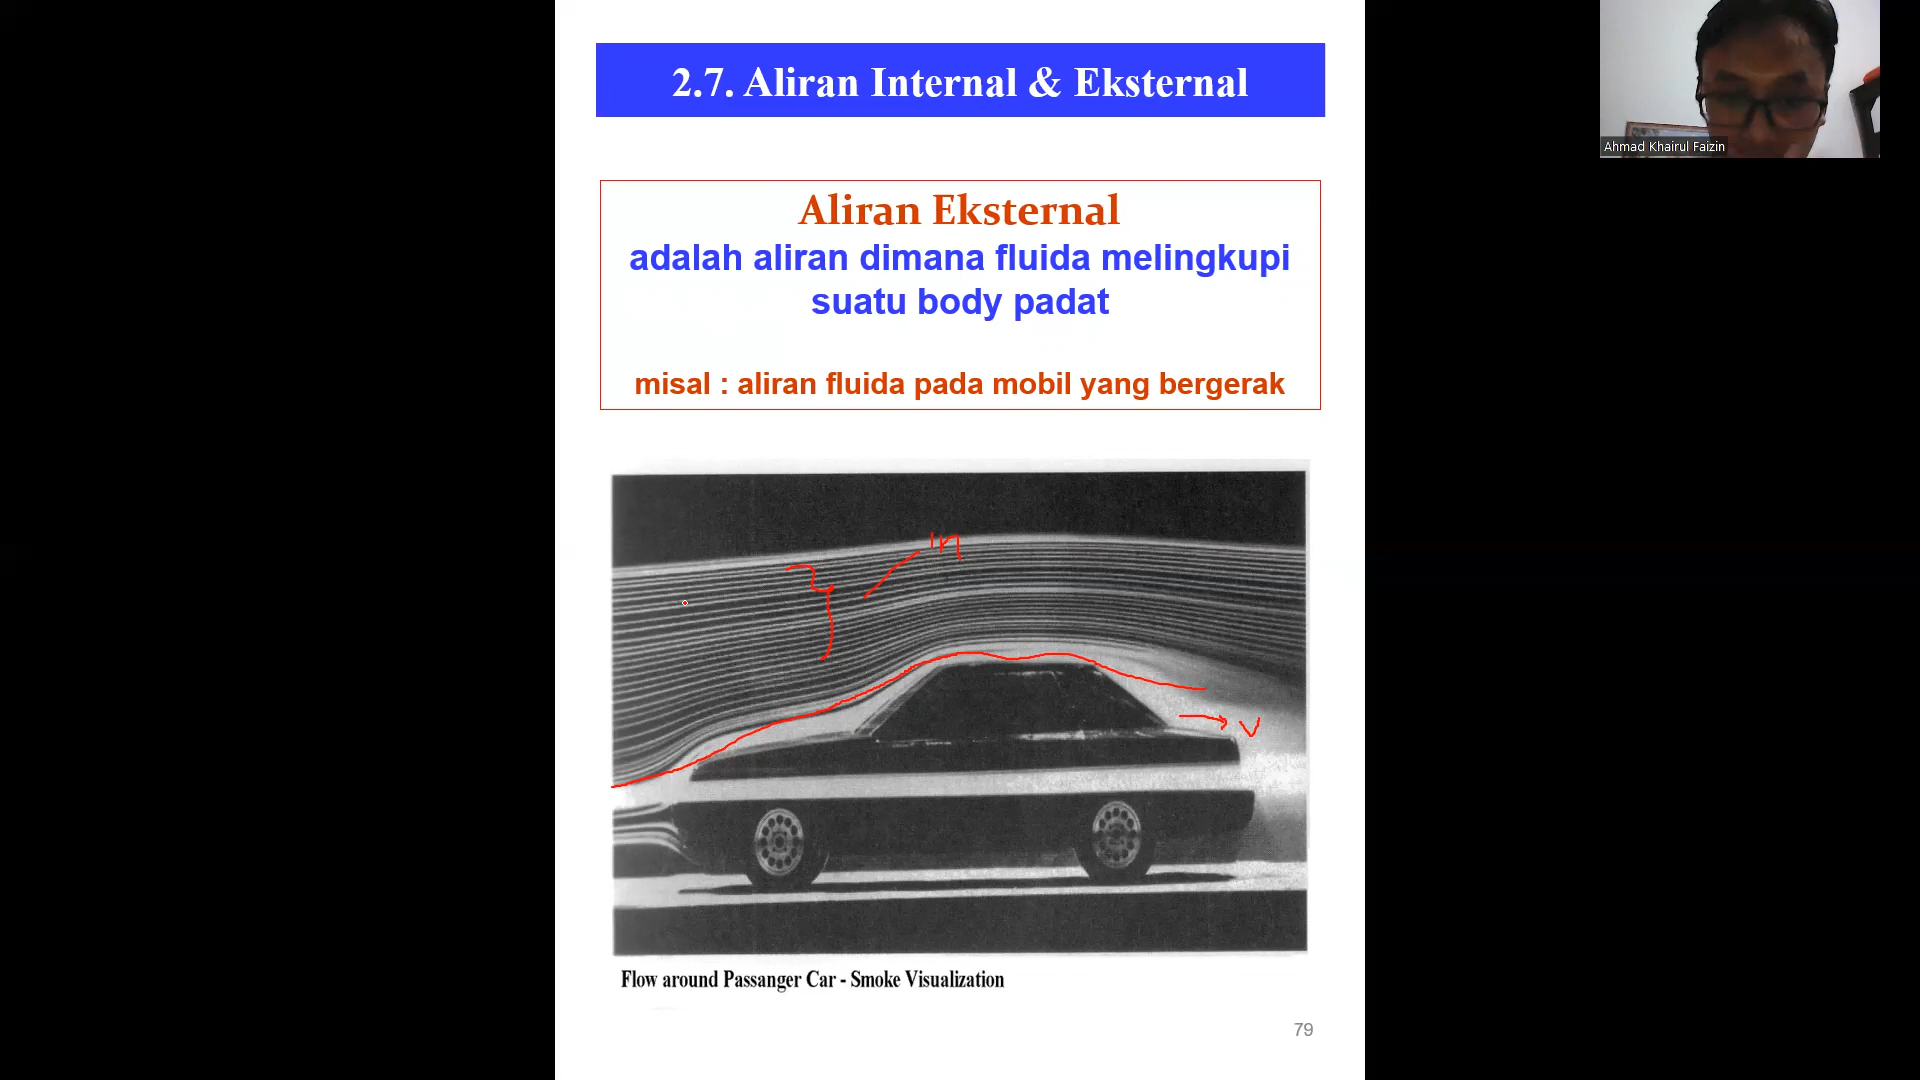 2.7. Aliran Internal & Eksternal
Ahmad Khairul Faizin
Aliran Eksternal
adalah aliran dimana fluida melingkupi
suatu body padat
misal : aliran fluida pada mobil yang bergerak
in
V
Flow around Passanger Car - Smoke Visualization
79